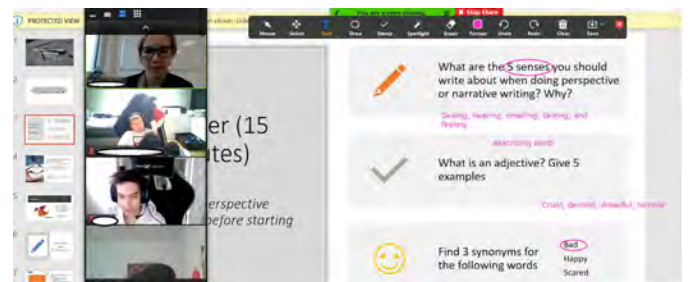 PROTECTED VIEW
You are screen sharing
Stop Share
Mouse
Select
Text
Draw
Stamp
Spotlight
Eraser
Format
Undo
Redo
Clear
Save
er (15
utes)
erspective
before starting
What are the 5 senses you should
write about when doing perspective
or narrative writing? Why?
Seeing, hearing, smelling, tasting, and
feeling
describing word
What is an adjective? Give 5
examples
Cruel, demonic, dreadful, terrible
Find 3 synonyms for
the following words
Bad
Happy
Scared